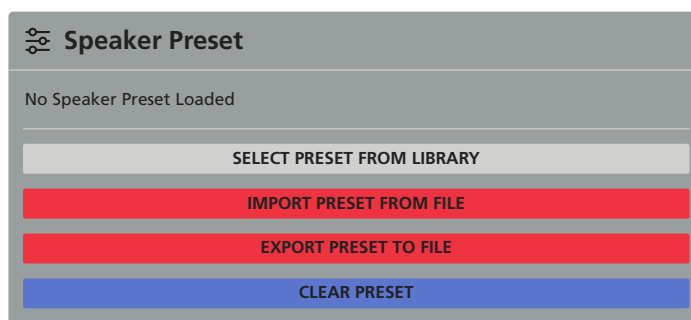 Speaker Preset
No Speaker Preset Loaded
SELECT PRESET FROM LIBRARY
IMPORT PRESET FROM FILE
EXPORT PRESET TO FILE
CLEAR PRESET